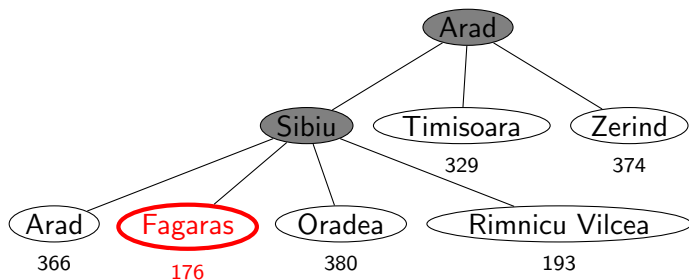 Arad
Sibiu Timisoara Zerind
329 374
Arad Fagaras Oradea Rimnicu Vilcea
366 176 380 193